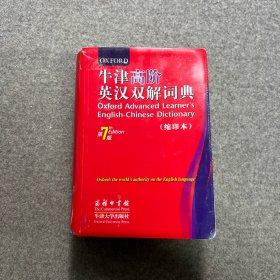 OXFORD
牛津高阶
英汉双解词典
Oxford Advanced Learner's
English-Chinese Dictionary
第7版 Edition
(缩印本)
Oxford: the world's authority on the English language
商务印书馆
The Commercial Press
牛津大学出版社
Oxford University Press